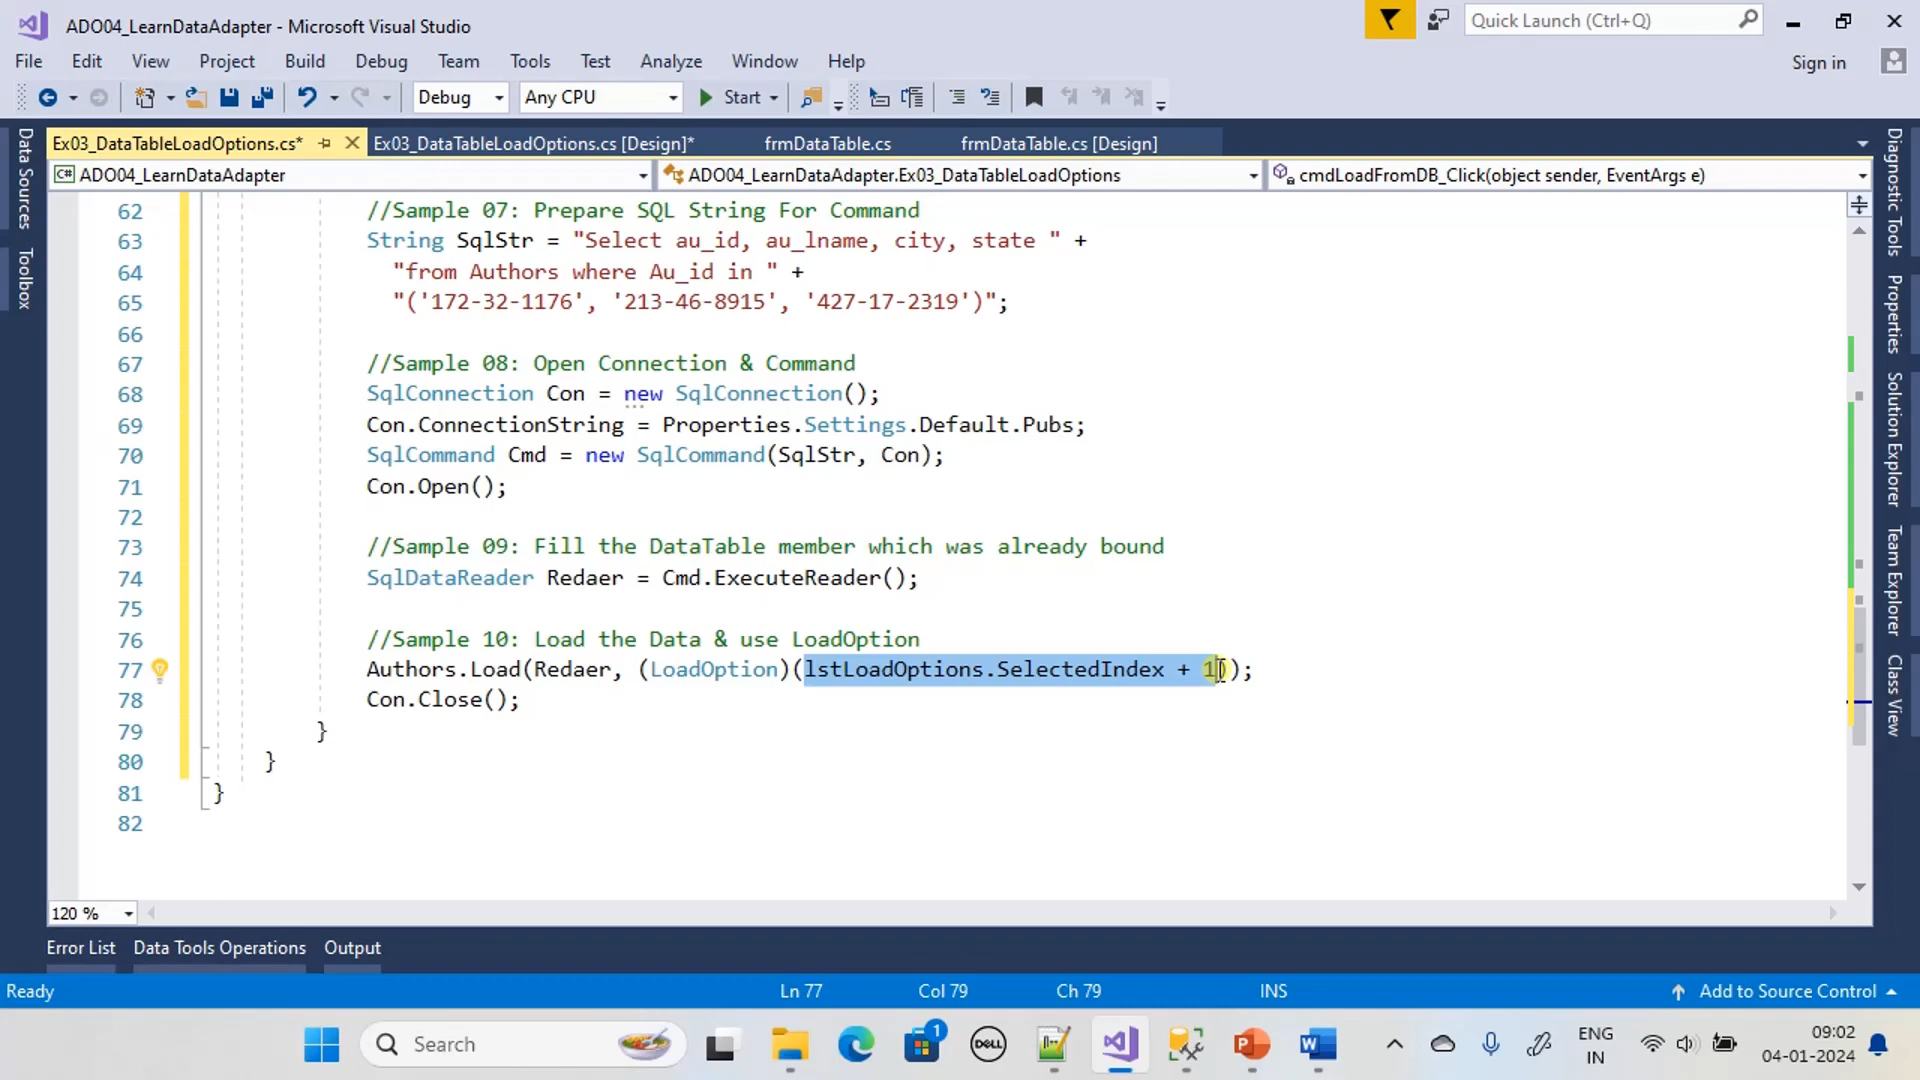 ADO04_LearnDataAdapter - Microsoft Visual Studio
Quick Launch (Ctrl+Q)
File Edit View Project Build Debug Team Tools Test Analyze Window Help
Sign in
Debug Any CPU Start
Ex03_DataTableLoadOptions.cs* Ex03_DataTableLoadOptions.cs [Design]* frmDataTable.cs frmDataTable.cs [Design]
C# ADO04_LearnDataAdapter ADO04_LearnDataAdapter.Ex03_DataTableLoadOptions cmdLoadFromDB_Click(object sender, EventArgs e)
Data Sources
Toolbox
62 //Sample 07: Prepare SQL String For Command
63 String SqlStr = "Select au_id, au_lname, city, state " +
64 "from Authors where Au_id in " +
65 "('172-32-1176', '213-46-8915', '427-17-2319')";
66
67 //Sample 08: Open Connection & Command
68 SqlConnection Con = new SqlConnection();
69 Con.ConnectionString = Properties.Settings.Default.Pubs;
70 SqlCommand Cmd = new SqlCommand(SqlStr, Con);
71 Con.Open();
72
73 //Sample 09: Fill the DataTable member which was already bound
74 SqlDataReader Redaer = Cmd.ExecuteReader();
75
76 //Sample 10: Load the Data & use LoadOption
77 Authors.Load(Redaer, (LoadOption)(lstLoadOptions.SelectedIndex + 1));
78 Con.Close();
79 }
80 }
81 }
82
Diagnostic Tools
Properties
Solution Explorer
Team Explorer
Class View
120 %
Error List Data Tools Operations Output
Ready Ln 77 Col 79 Ch 79 INS Add to Source Control
Search
1
DELL
ENG
IN
09:02
04-01-2024